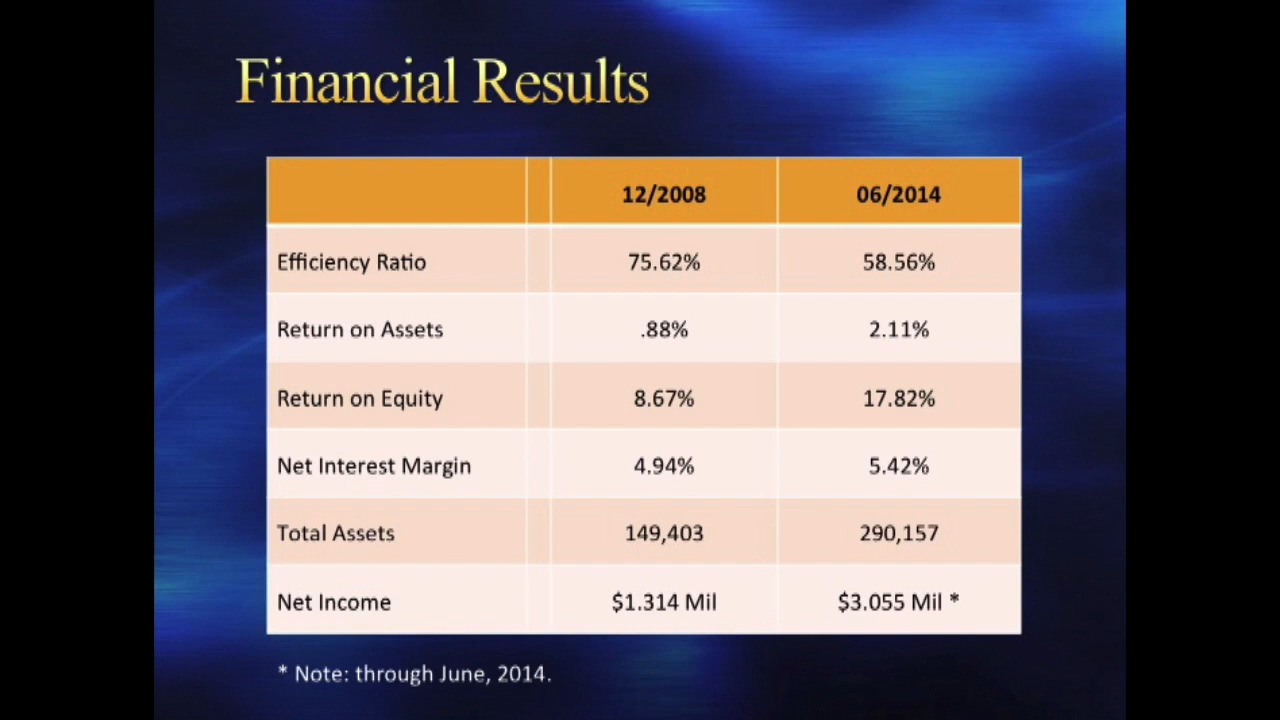 Financial Results
12/2008 06/2014
Efficiency Ratio 75.62% 58.56%
Return on Assets .88% 2.11%
Return on Equity 8.67% 17.82%
Net Interest Margin 4.94% 5.42%
Total Assets 149,403 290,157
Net Income $1.314 Mil $3.055 Mil *
* Note: through June, 2014.